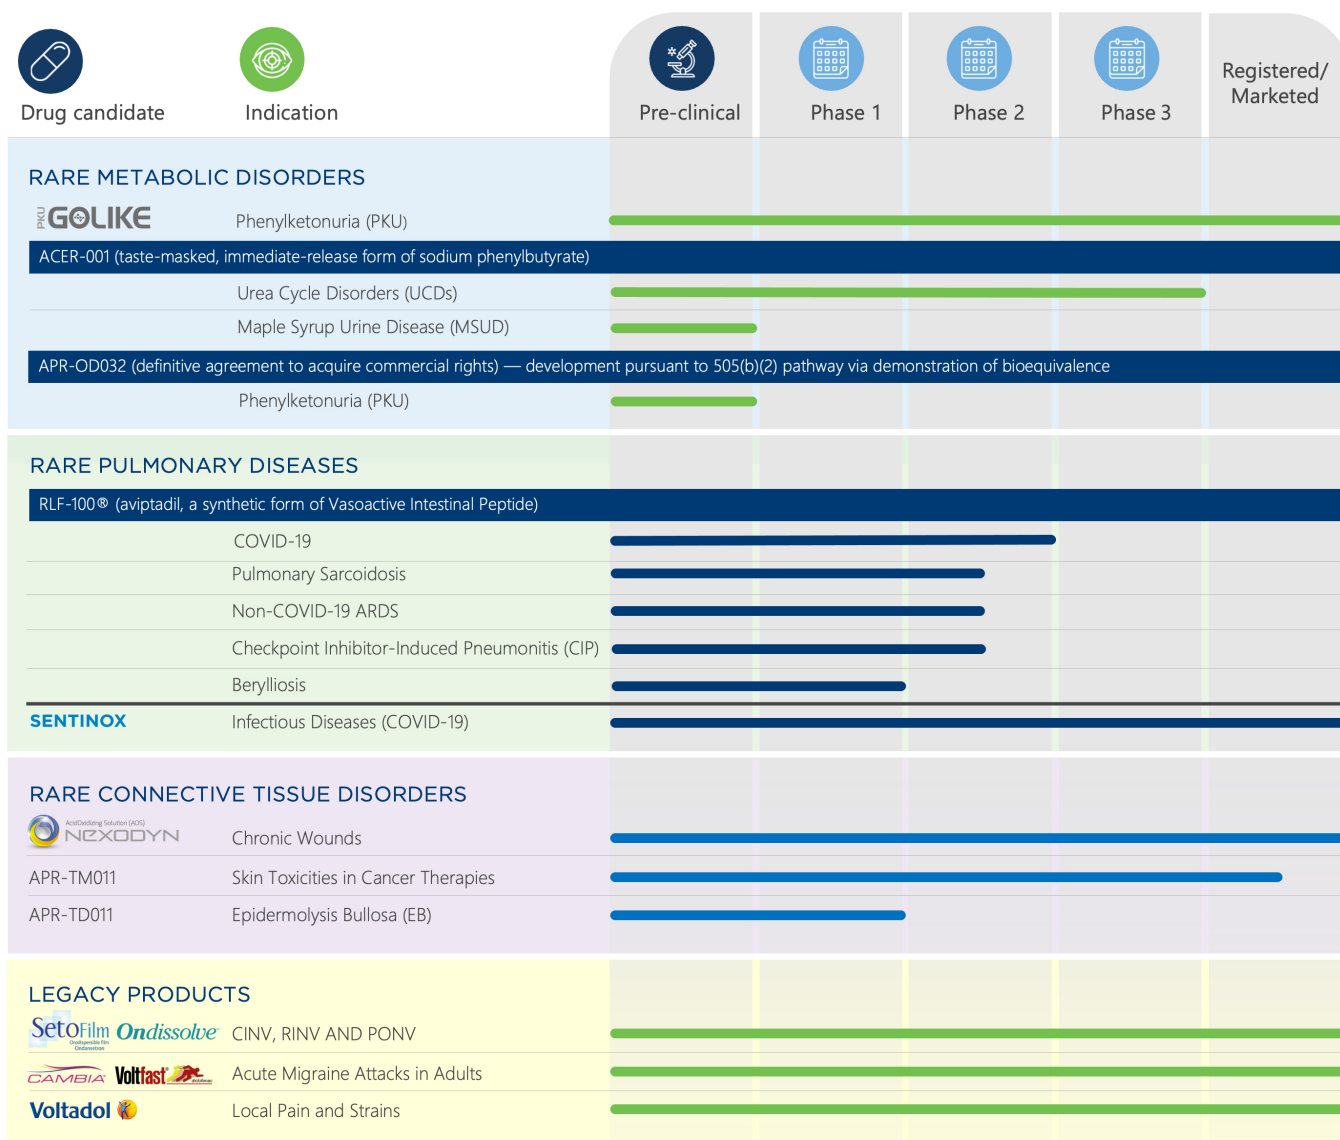 Drug candidate
Indication
Pre-clinical
Phase 1
Phase 2
Phase 3
Registered/
Marketed
RARE METABOLIC DISORDERS
PKU GOLIKE Phenylketonuria (PKU)
ACER-001 (taste-masked, immediate-release form of sodium phenylbutyrate)
Urea Cycle Disorders (UCDs)
Maple Syrup Urine Disease (MSUD)
APR-OD032 (definitive agreement to acquire commercial rights) — development pursuant to 505(b)(2) pathway via demonstration of bioequivalence
Phenylketonuria (PKU)
RARE PULMONARY DISEASES
RLF-100® (aviptadil, a synthetic form of Vasoactive Intestinal Peptide)
COVID-19
Pulmonary Sarcoidosis
Non-COVID-19 ARDS
Checkpoint Inhibitor-Induced Pneumonitis (CIP)
Berylliosis
SENTINOX Infectious Diseases (COVID-19)
RARE CONNECTIVE TISSUE DISORDERS
AcidOxidizing Solution (AOS)
NEXODYN Chronic Wounds
APR-TM011 Skin Toxicities in Cancer Therapies
APR-TD011 Epidermolysis Bullosa (EB)
LEGACY PRODUCTS
SetoFilm Ondissolve CINV, RINV AND PONV
Orodispersible film
Ondansetron
CAMBIA Voltfast Acute Migraine Attacks in Adults
Voltadol Local Pain and Strains